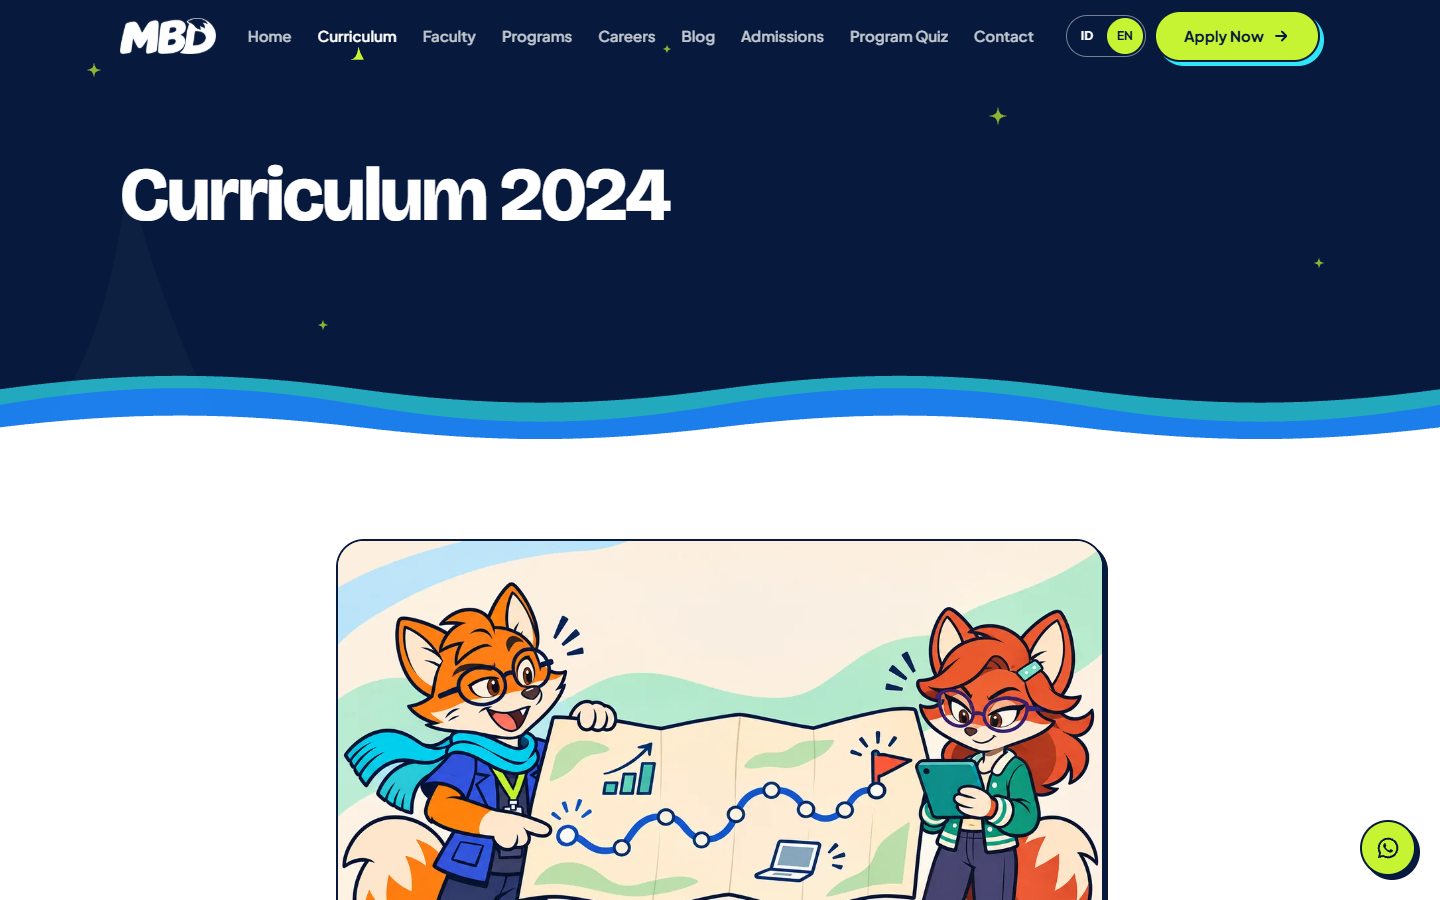 MBD
Home
Curriculum
Faculty
Programs
Careers
Blog
Admissions
Program Quiz
Contact
ID
EN
Apply Now
Curriculum 2024